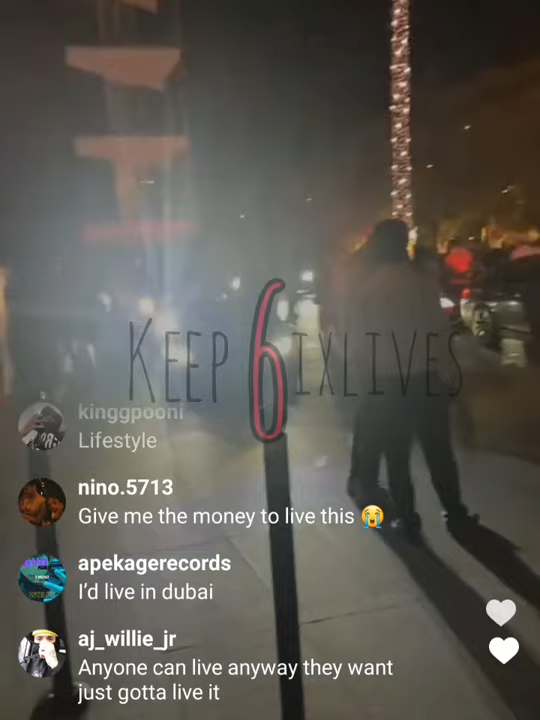 KEEP 6IXLIVES
kinggpooni
Lifestyle
nino.5713
Give me the money to live this 😭
apekagerecords
I'd live in dubai
aj_willie_jr
Anyone can live anyway they want
just gotta live it